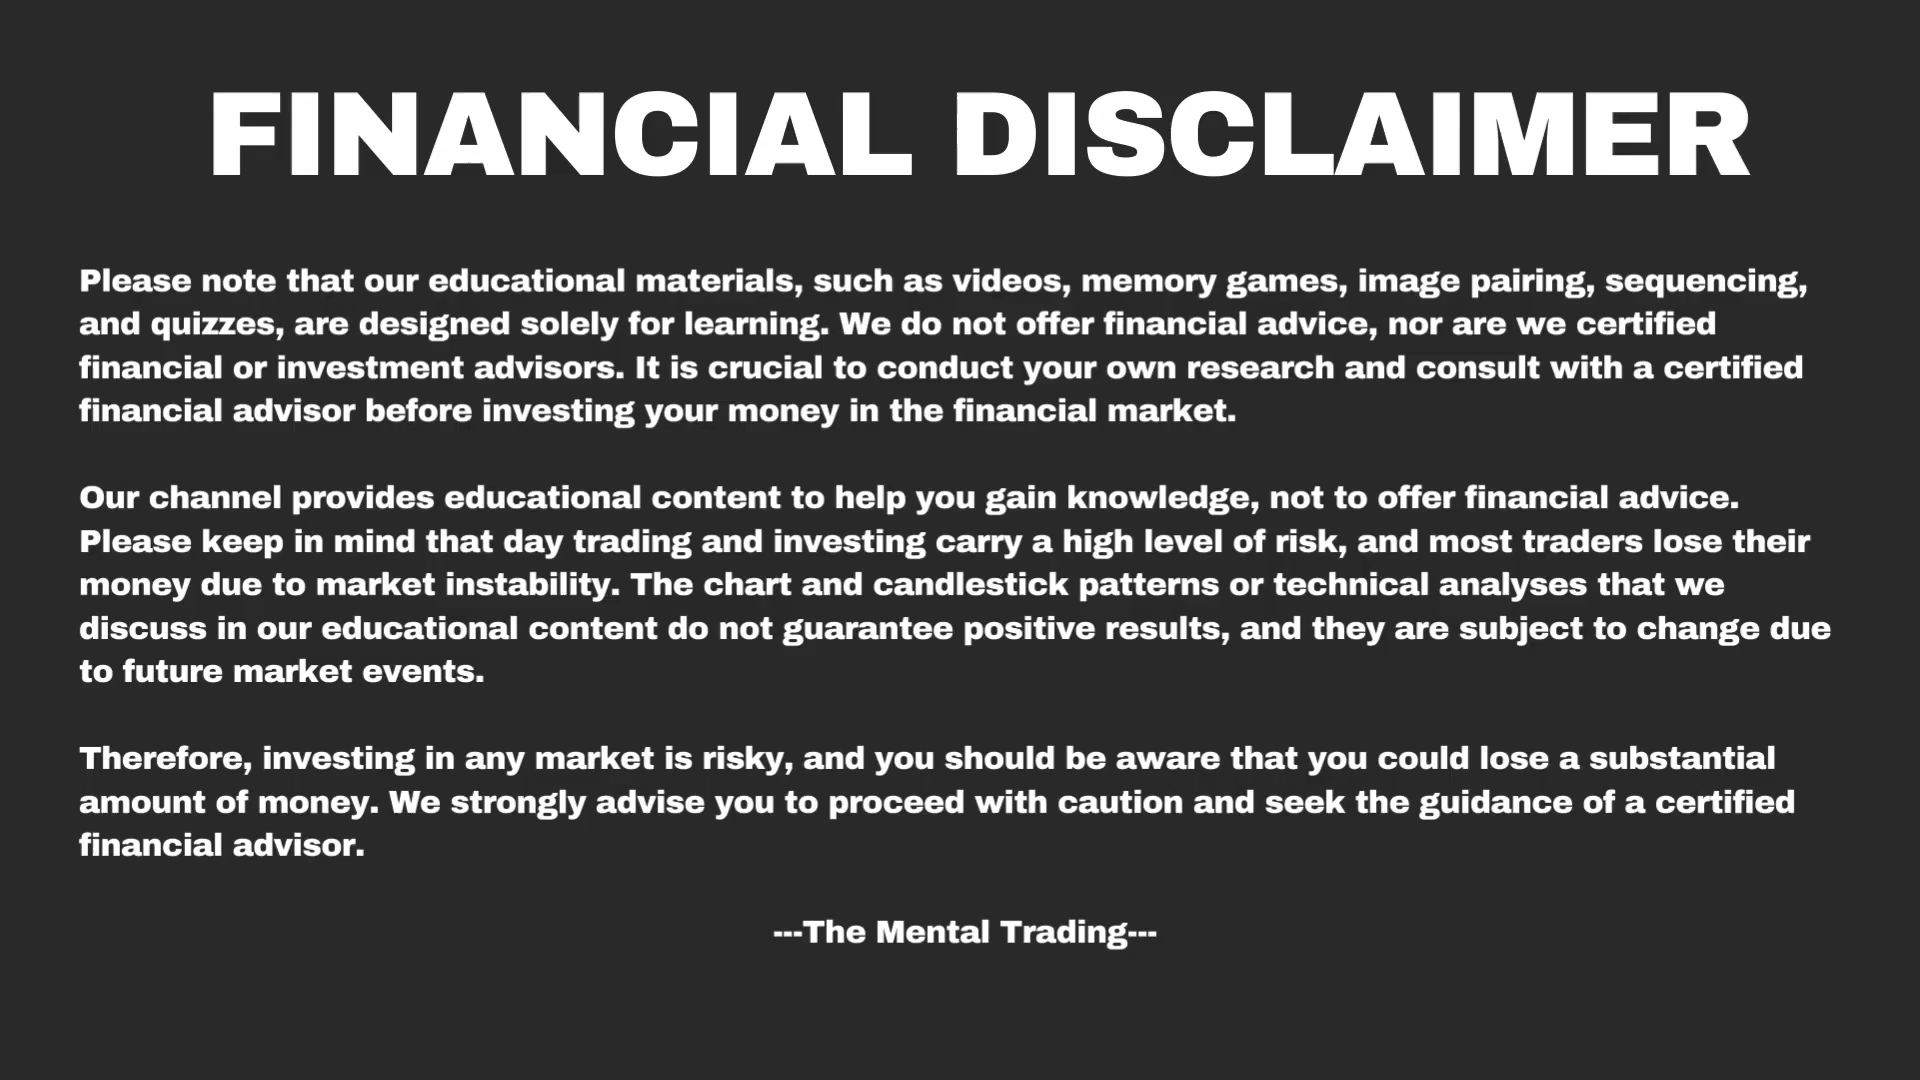 FINANCIAL DISCLAIMER
Please note that our educational materials, such as videos, memory games, image pairing, sequencing,
and quizzes, are designed solely for learning. We do not offer financial advice, nor are we certified
financial or investment advisors. It is crucial to conduct your own research and consult with a certified
financial advisor before investing your money in the financial market.
Our channel provides educational content to help you gain knowledge, not to offer financial advice.
Please keep in mind that day trading and investing carry a high level of risk, and most traders lose their
money due to market instability. The chart and candlestick patterns or technical analyses that we
discuss in our educational content do not guarantee positive results, and they are subject to change due
to future market events.
Therefore, investing in any market is risky, and you should be aware that you could lose a substantial
amount of money. We strongly advise you to proceed with caution and seek the guidance of a certified
financial advisor.
---The Mental Trading---